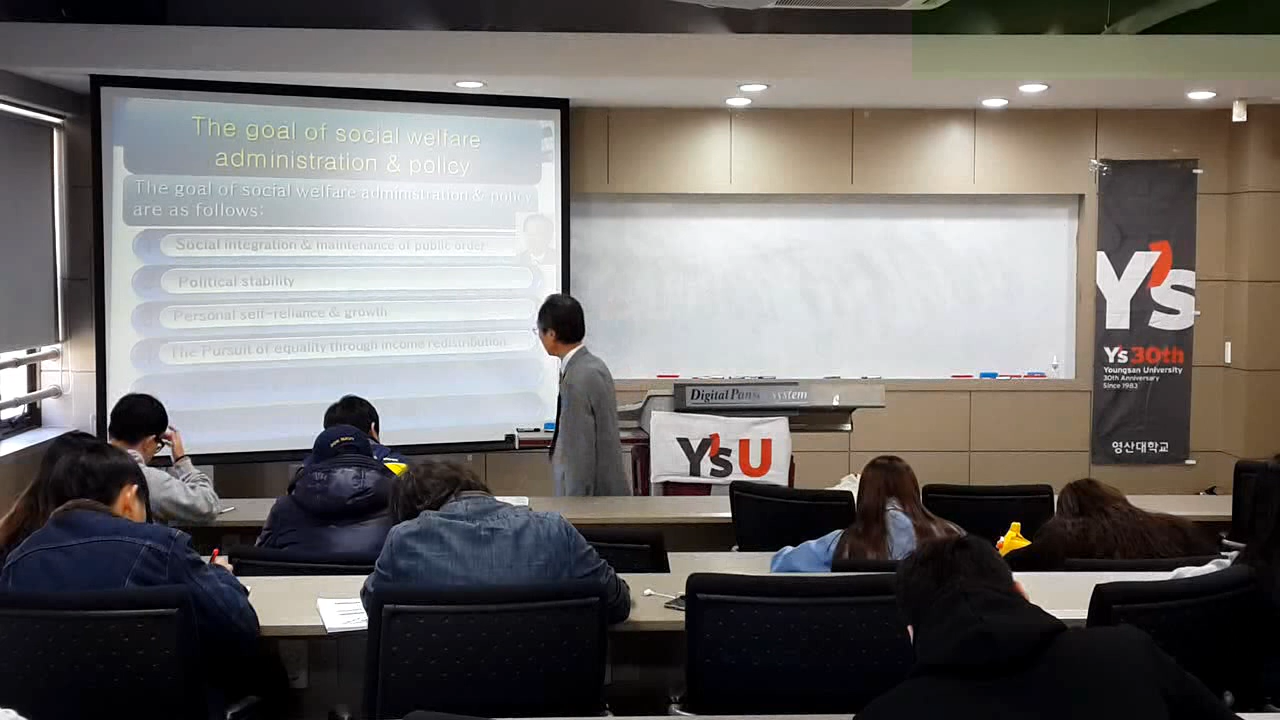 The goal of social welfare
administration & policy
The goal of social welfare administration & policy
are as follows:
Social integration & maintenance of public order
Political stability
Personal self-reliance & growth
The Pursuit of equality through income redistribution
Digital system
Y'sU
Y's
Y's 30th
Youngsan University
30th Anniversary
Since 1983
영산대학교